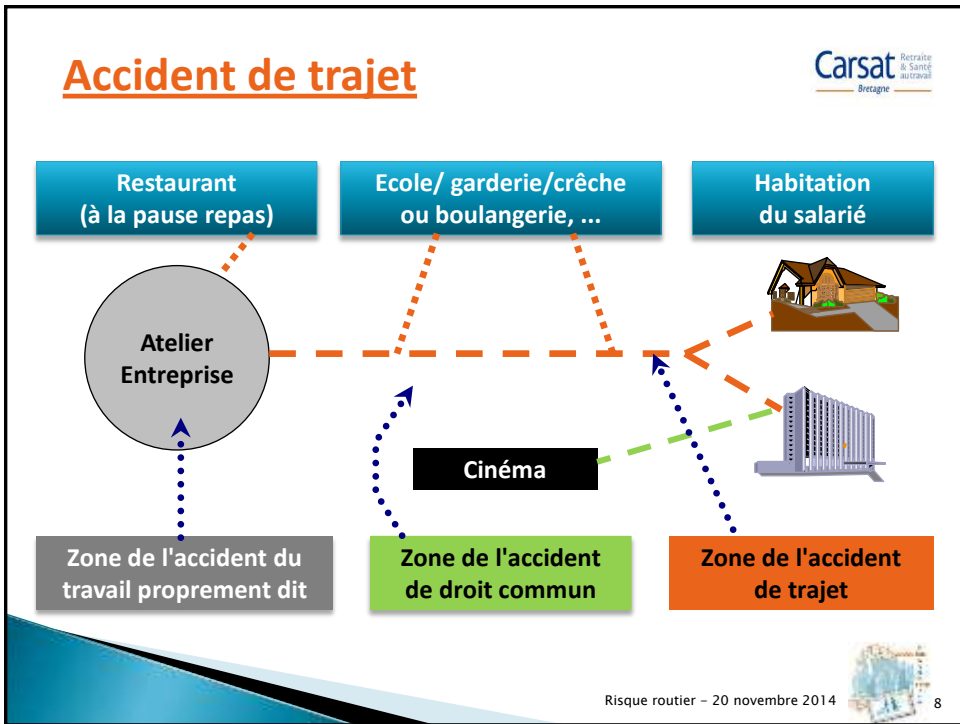 Accident de trajet
Carsat Retraite
& Santé
au travail
Bretagne
Restaurant
(à la pause repas)
Ecole/ garderie/crêche
ou boulangerie, ...
Habitation
du salarié
Atelier
Entreprise
Cinéma
Zone de l'accident du
travail proprement dit
Zone de l'accident
de droit commun
Zone de l'accident
de trajet
Risque routier – 20 novembre 2014
8